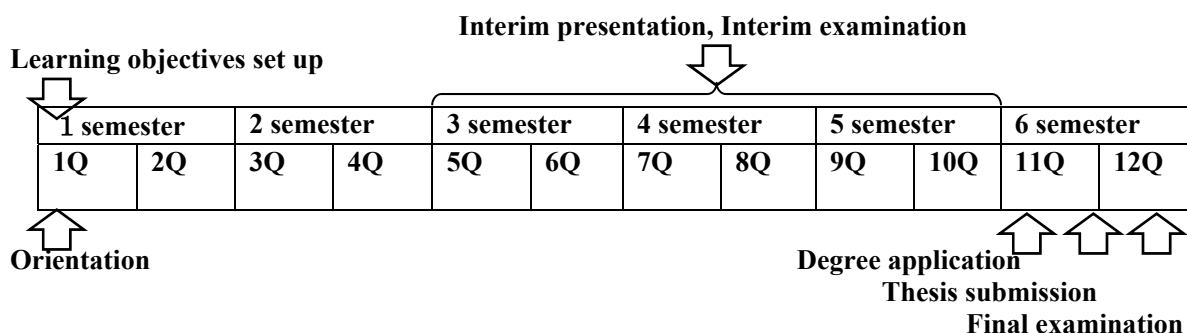 Interim presentation, Interim examination
Learning objectives set up
1 semester 2 semester 3 semester 4 semester 5 semester 6 semester
1Q 2Q 3Q 4Q 5Q 6Q 7Q 8Q 9Q 10Q 11Q 12Q
Orientation Degree application
Thesis submission
Final examination